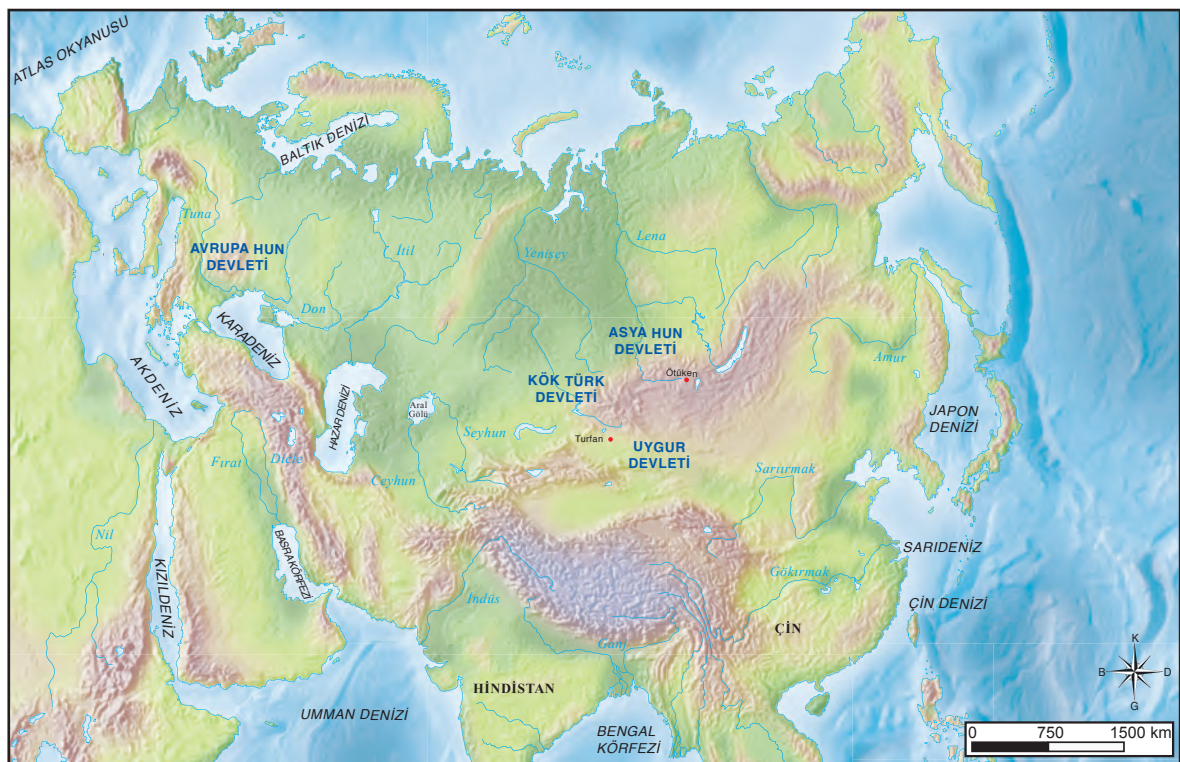 ATLAS OKYANUSU
BALTIK DENİZİ
Tuna
AVRUPA HUN
DEVLETİ
İtil
Yenisey
Lena
Don
KARADENİZ
AKDENİZ
HAZAR DENİZİ
Aral
Gölü
ASYA HUN
DEVLETİ
Ötüken
KÖK TÜRK
DEVLETİ
Amur
JAPON
DENİZİ
Seyhun
Turfan
UYGUR
DEVLETİ
Fırat
Dicle
Ceyhun
Sarıırmak
Nil
KIZILDENİZ
BASRA KÖRFEZİ
SARIDENİZ
Gökırmak
İndüs
ÇİN DENİZİ
ÇİN
Ganj
HİNDİSTAN
UMMAN DENİZİ
BENGAL
KÖRFEZİ
K
B
D
G
0 750 1500 km